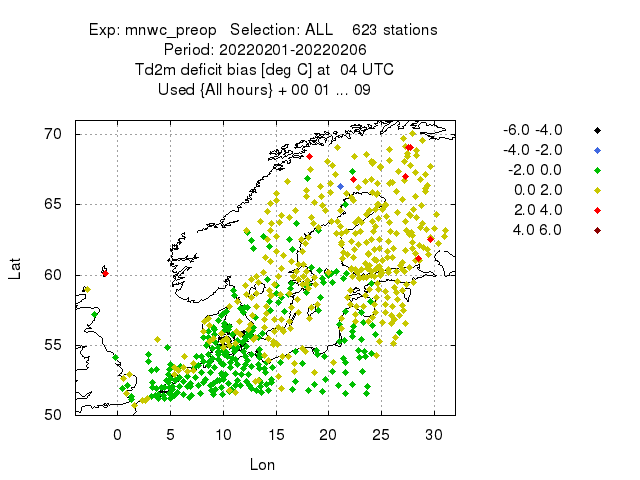 Exp: mnwc_preop   Selection: ALL    623 stations
Period: 20220201-20220206
Td2m deficit bias [deg C] at  04 UTC
Used {All hours} + 00 01 ... 09
70
65
60
55
50
0 5 10 15 20 25 30
Lat
Lon
-6.0 -4.0
-4.0 -2.0
-2.0  0.0
0.0  2.0
2.0  4.0
4.0  6.0